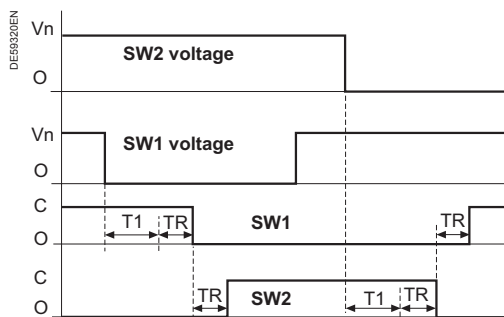 DE59320EN
Vn
SW2 voltage
O
Vn
SW1 voltage
O
C
T1 TR SW1 TR
O
C
TR SW2 T1 TR
O